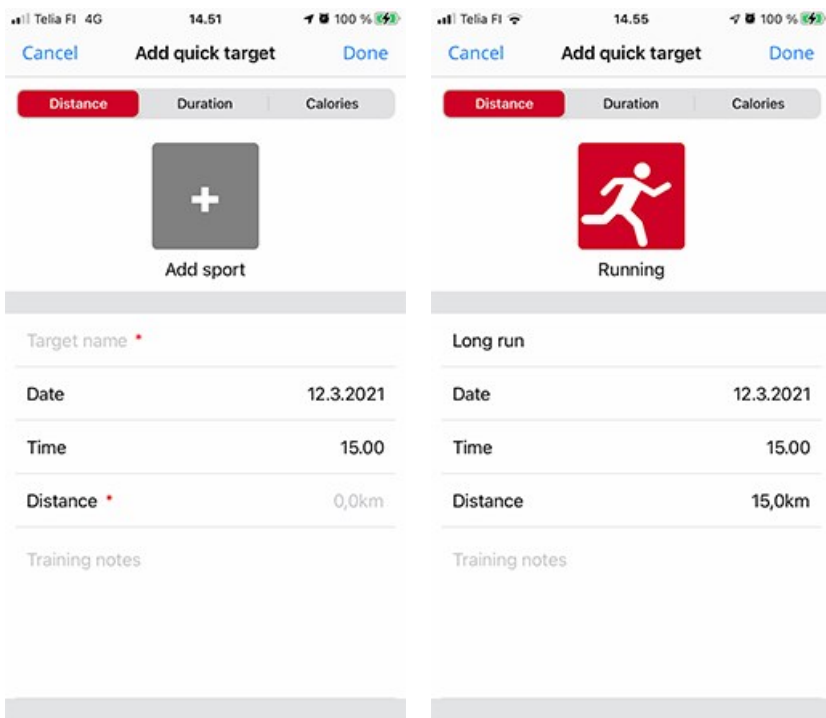 Telia FI 4G 14.51 100 %
Cancel Add quick target Done
Distance Duration Calories
+
Add sport
Target name *
Date 12.3.2021
Time 15.00
Distance * 0,0km
Training notes
Telia FI 14.55 100 %
Cancel Add quick target Done
Distance Duration Calories
Running
Long run
Date 12.3.2021
Time 15.00
Distance 15,0km
Training notes